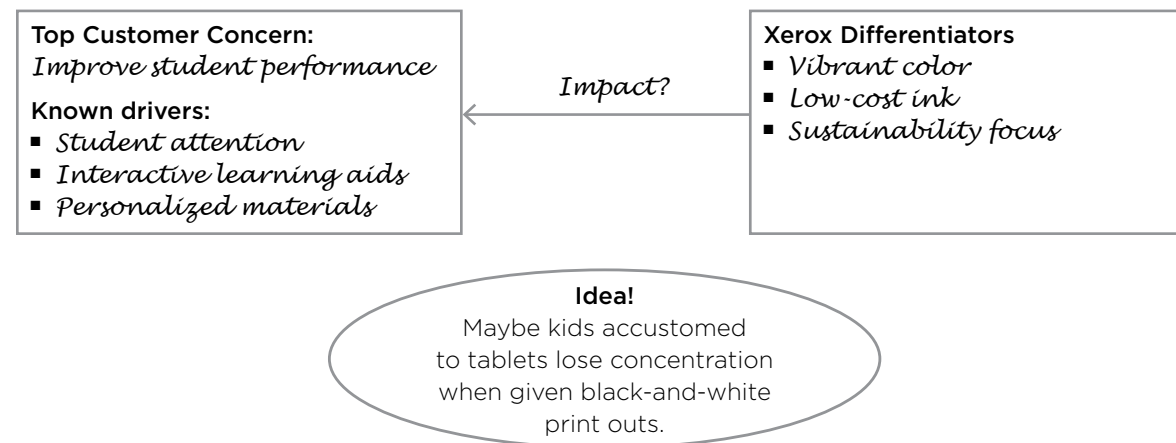 Top Customer Concern:
Improve student performance
Known drivers:
▪ Student attention
▪ Interactive learning aids
▪ Personalized materials
Impact?
Xerox Differentiators
▪ Vibrant color
▪ Low-cost ink
▪ Sustainability focus
Idea!
Maybe kids accustomed
to tablets lose concentration
when given black-and-white
print outs.